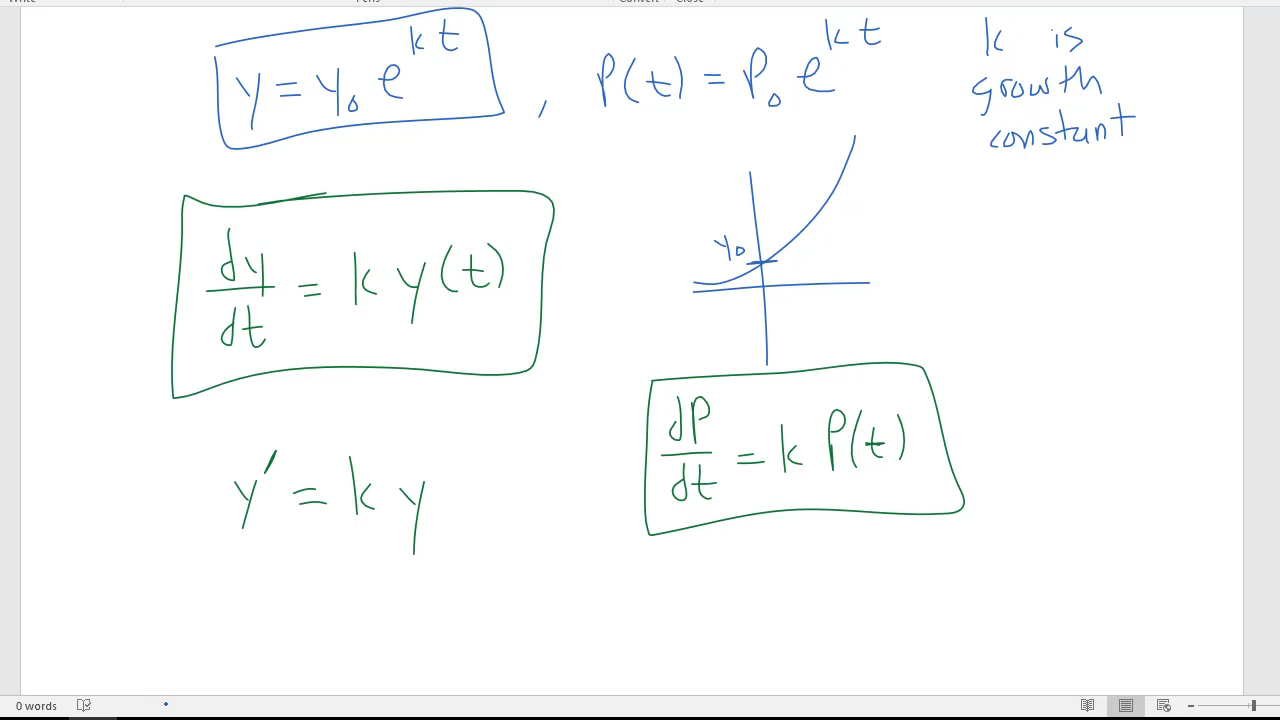 y = y₀ e^{kt} , P(t) = P₀ e^{kt}
k is
growth
constant
y₀
dy/dt = k y(t)
dP/dt = k P(t)
y' = k y
0 words